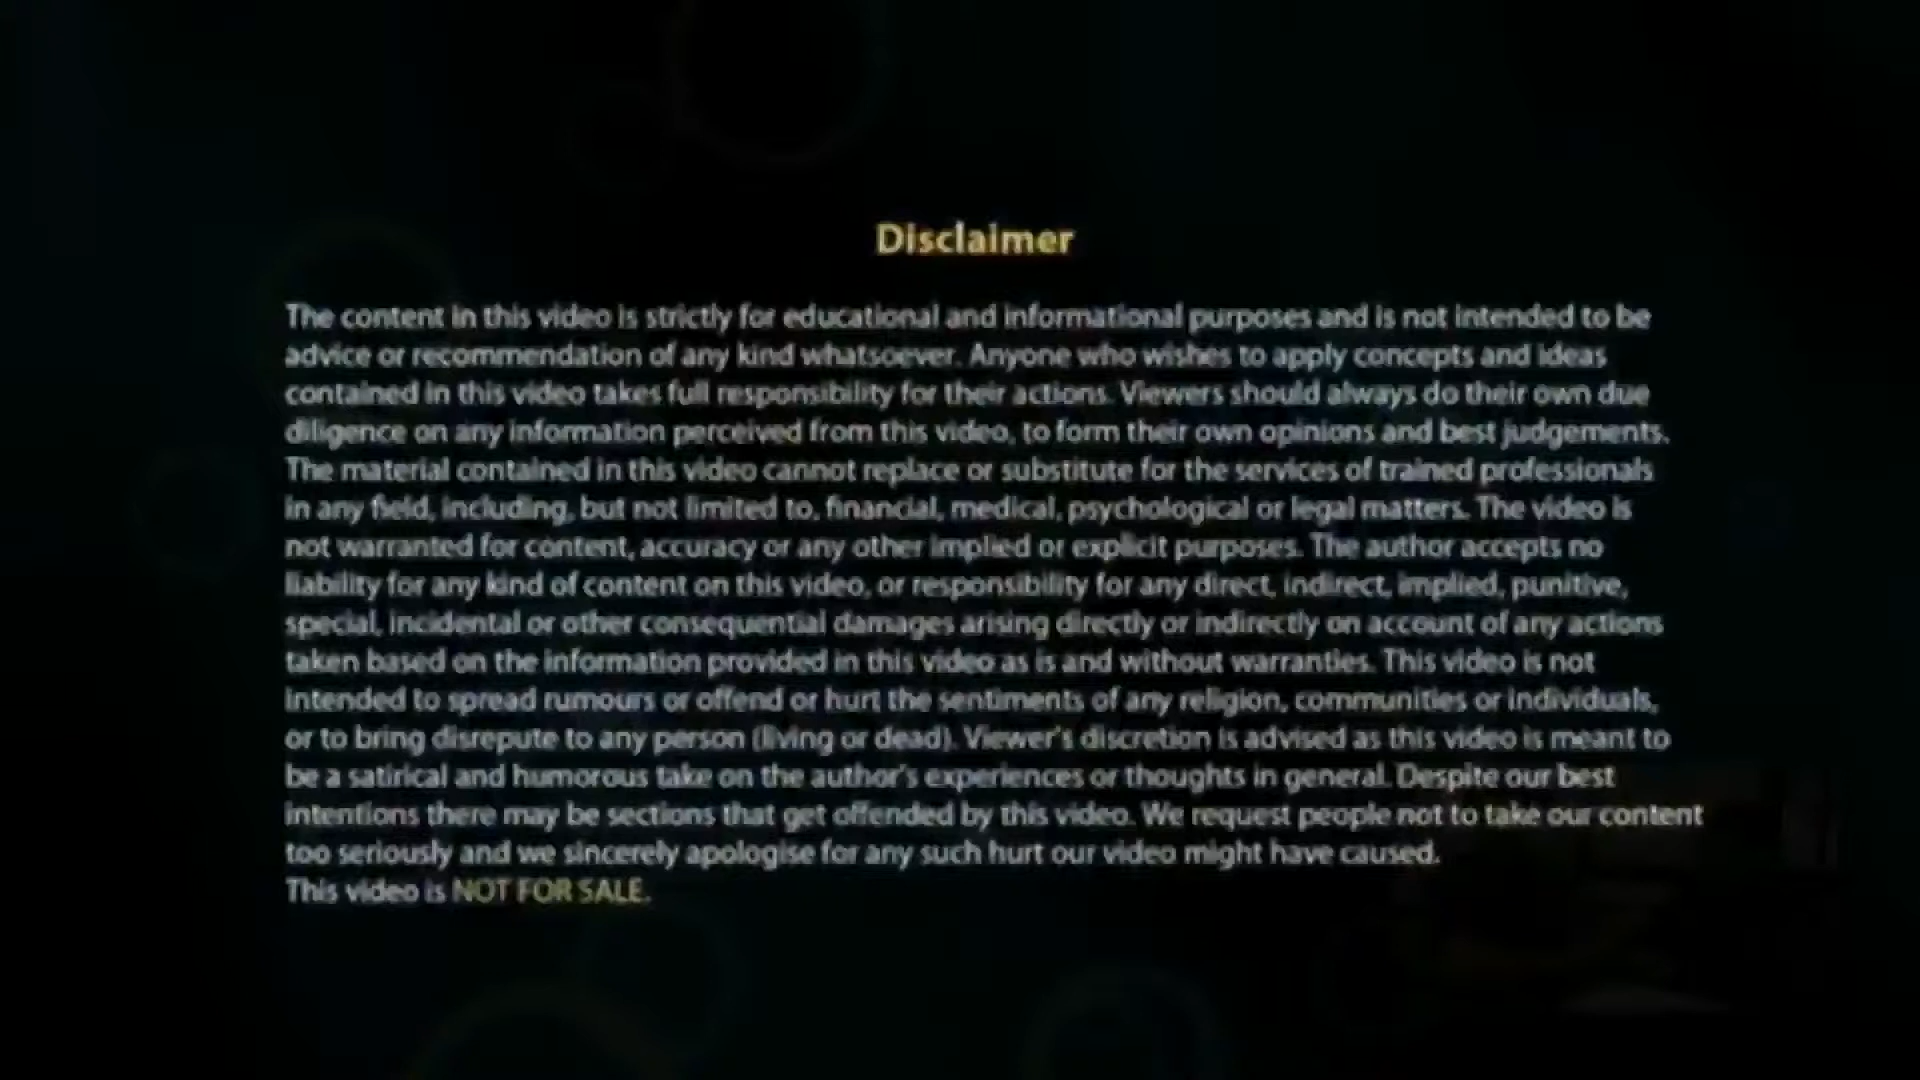 Disclaimer
The content in this video is strictly for educational and informational purposes and is not intended to be
advice or recommendation of any kind whatsoever. Anyone who wishes to apply concepts and ideas
contained in this video takes full responsibility for their actions. Viewers should always do their own due
diligence on any information perceived from this video, to form their own opinions and best judgements.
The material contained in this video cannot replace or substitute for the services of trained professionals
in any field, including, but not limited to, financial, medical, psychological or legal matters. The video is
not warranted for content, accuracy or any other implied or explicit purposes. The author accepts no
liability for any kind of content on this video, or responsibility for any direct, indirect, implied, punitive,
special, incidental or other consequential damages arising directly or indirectly on account of any actions
taken based on the information provided in this video as is and without warranties. This video is not
intended to spread rumours or offend or hurt the sentiments of any religion, communities or individuals,
or to bring disrepute to any person (living or dead). Viewer's discretion is advised as this video is meant to
be a satirical and humorous take on the author's experiences or thoughts in general. Despite our best
intentions there may be sections that get offended by this video. We request people not to take our content
too seriously and we sincerely apologise for any such hurt our video might have caused.
This video is NOT FOR SALE.